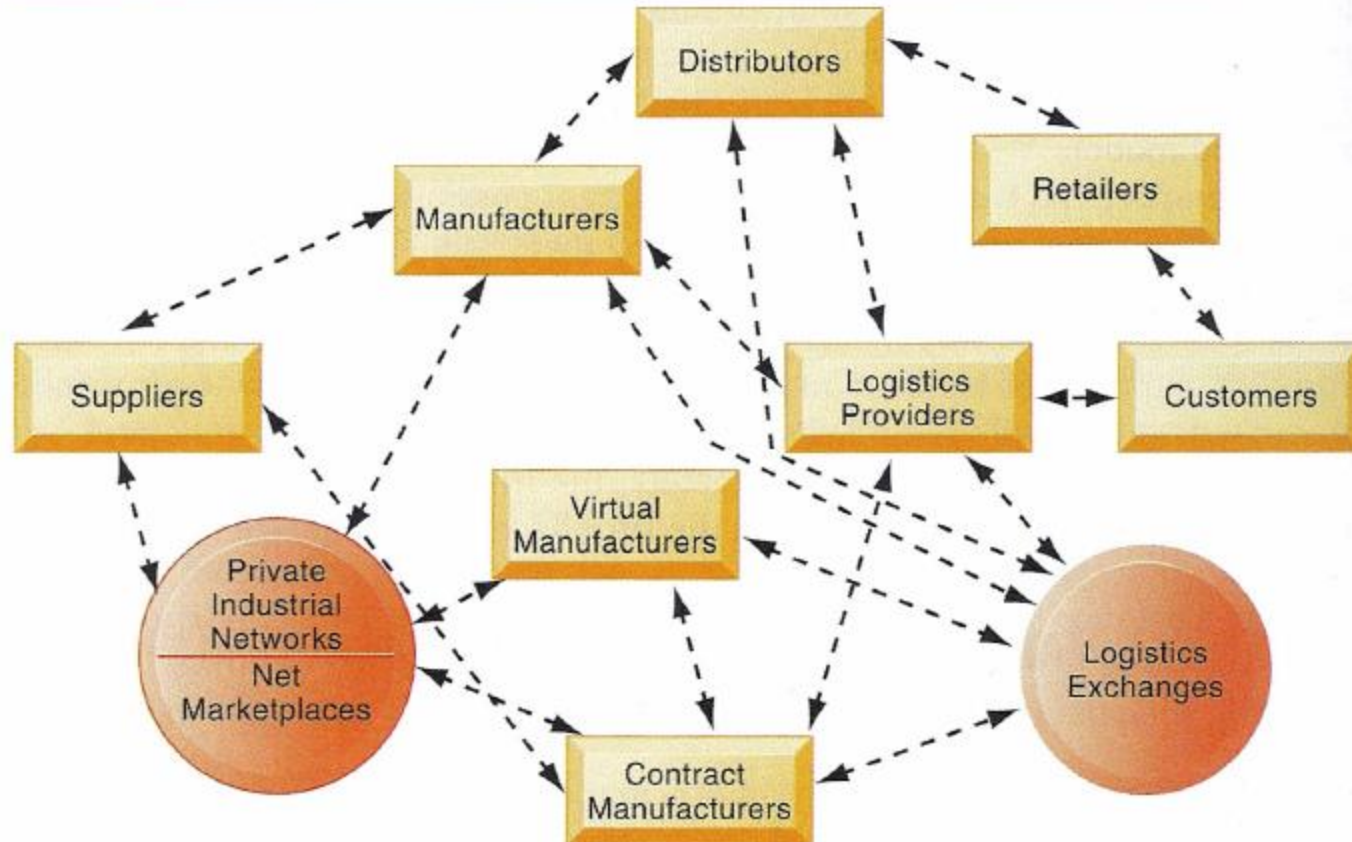 Distributors
Retailers
Manufacturers
Suppliers
Logistics
Providers
Customers
Virtual
Manufacturers
Private
Industrial
Networks
Net
Marketplaces
Logistics
Exchanges
Contract
Manufacturers